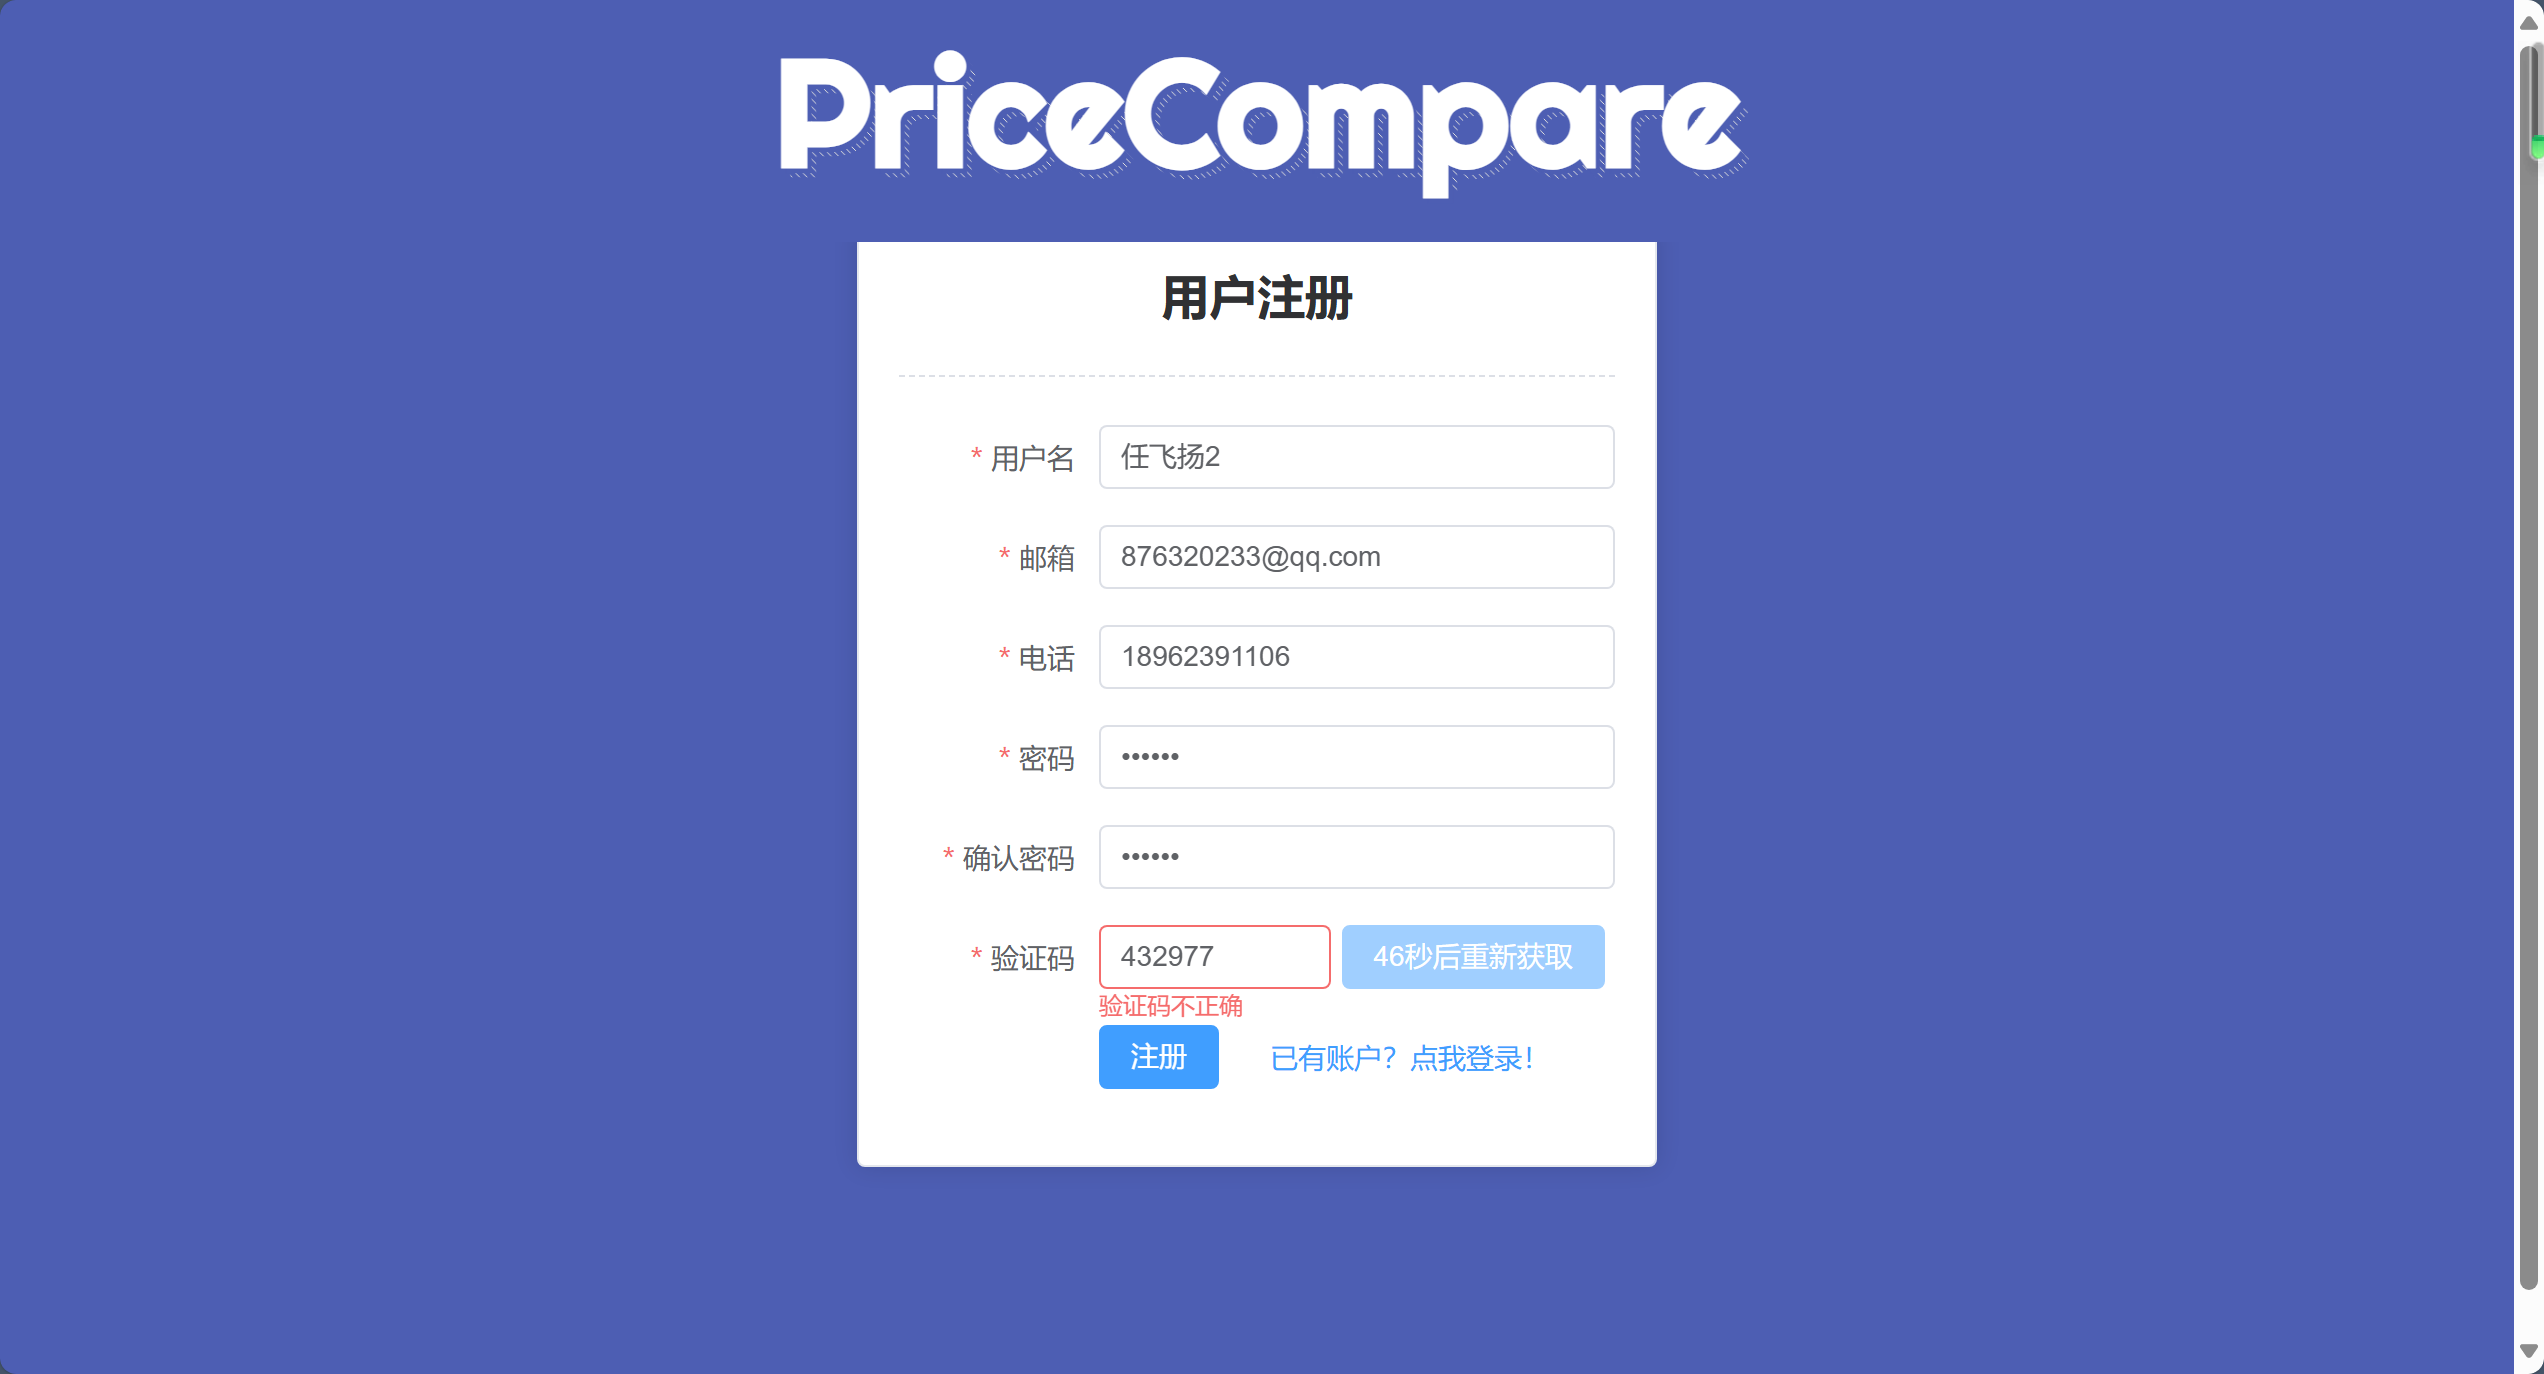 PriceCompare
用户注册
* 用户名 任飞扬2
* 邮箱 876320233@qq.com
* 电话 18962391106
* 密码 ••••••
* 确认密码 ••••••
* 验证码 432977 46秒后重新获取
验证码不正确
注册 已有账户？点我登录！